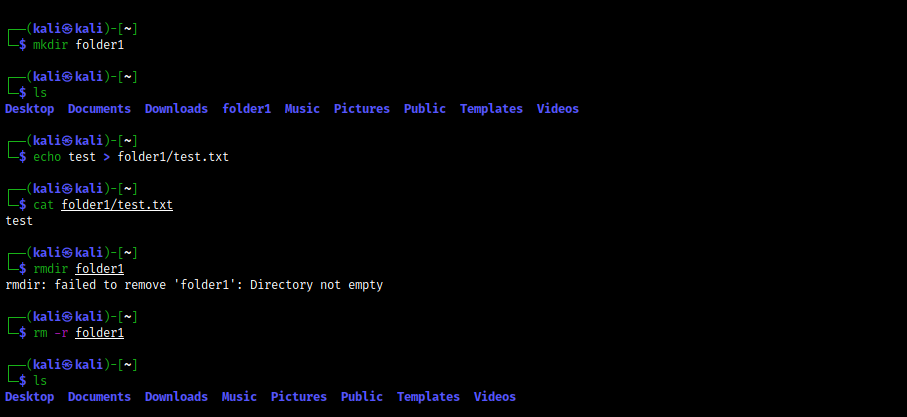 ┌──(kali㉿kali)-[~]
└─$ mkdir folder1
┌──(kali㉿kali)-[~]
└─$ ls
Desktop  Documents  Downloads  folder1  Music  Pictures  Public  Templates  Videos
┌──(kali㉿kali)-[~]
└─$ echo test > folder1/test.txt
┌──(kali㉿kali)-[~]
└─$ cat folder1/test.txt
test
┌──(kali㉿kali)-[~]
└─$ rmdir folder1
rmdir: failed to remove 'folder1': Directory not empty
┌──(kali㉿kali)-[~]
└─$ rm -r folder1
┌──(kali㉿kali)-[~]
└─$ ls
Desktop  Documents  Downloads  Music  Pictures  Public  Templates  Videos